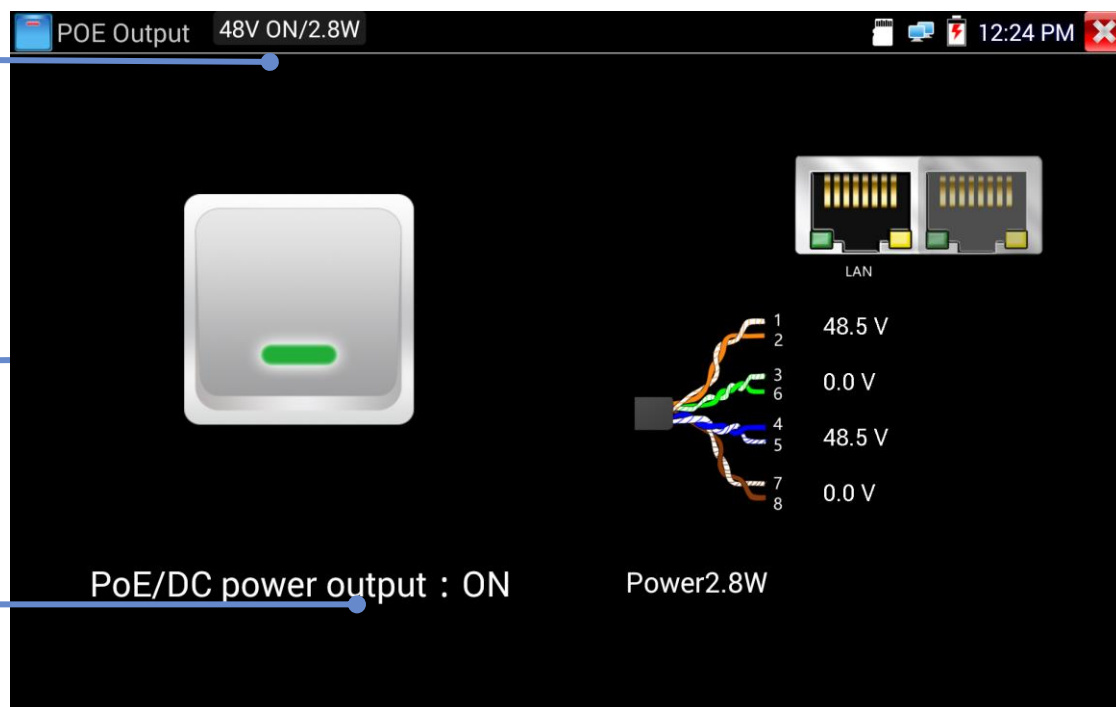 POE Output 48V ON/2.8W 12:24 PM
LAN
1 48.5 V
2
3 0.0 V
6
4 48.5 V
5
7 0.0 V
8
PoE/DC power output：ON Power2.8W